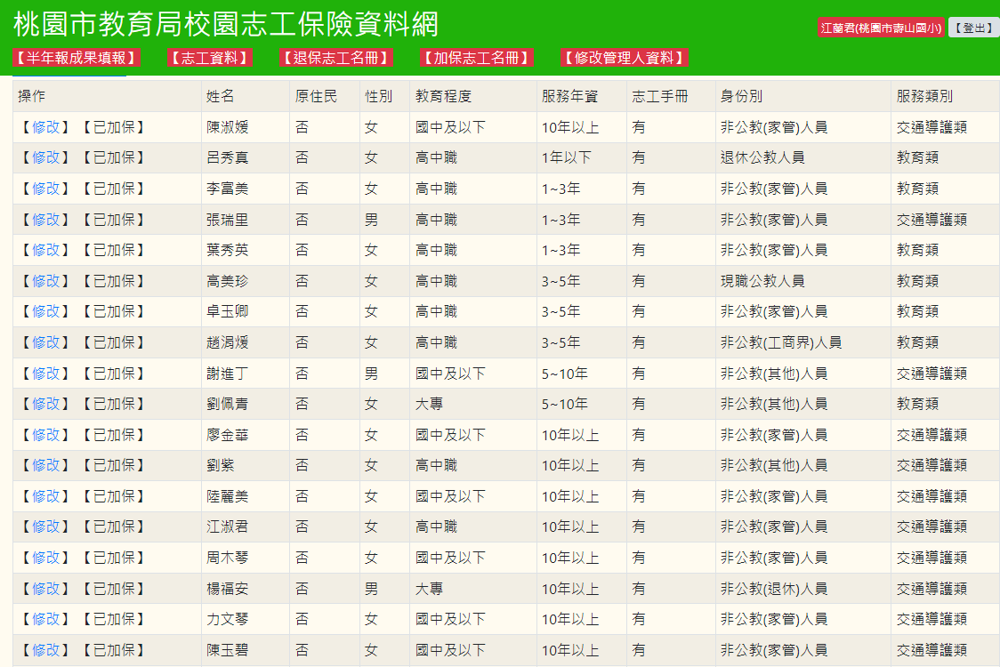 桃園市教育局校園志工保險資料網
江蘭君(桃園市壽山國小) 【登出】
【半年報成果填報】 【志工資料】 【退保志工名冊】 【加保志工名冊】 【修改管理人資料】
操作 姓名 原住民 性別 教育程度 服務年資 志工手冊 身份別 服務類別
【修改】 【已加保】 陳淑媛 否 女 國中及以下 10年以上 有 非公教(家管)人員 交通導護類
【修改】 【已加保】 呂秀真 否 女 高中職 1年以下 有 退休公教人員 教育類
【修改】 【已加保】 李富美 否 女 高中職 1~3年 有 非公教(家管)人員 教育類
【修改】 【已加保】 張瑞里 否 男 高中職 1~3年 有 非公教(家管)人員 交通導護類
【修改】 【已加保】 葉秀英 否 女 高中職 1~3年 有 非公教(家管)人員 教育類
【修改】 【已加保】 高美珍 否 女 高中職 3~5年 有 現職公教人員 教育類
【修改】 【已加保】 卓玉卿 否 女 高中職 3~5年 有 非公教(家管)人員 教育類
【修改】 【已加保】 趙涓煖 否 女 高中職 3~5年 有 非公教(工商界)人員 教育類
【修改】 【已加保】 謝進丁 否 男 國中及以下 5~10年 有 非公教(其他)人員 交通導護類
【修改】 【已加保】 劉佩青 否 女 大專 5~10年 有 非公教(其他)人員 教育類
【修改】 【已加保】 廖金華 否 女 國中及以下 10年以上 有 非公教(家管)人員 交通導護類
【修改】 【已加保】 劉紫 否 女 高中職 10年以上 有 非公教(其他)人員 交通導護類
【修改】 【已加保】 陸麗美 否 女 國中及以下 10年以上 有 非公教(家管)人員 交通導護類
【修改】 【已加保】 江淑君 否 女 高中職 10年以上 有 非公教(家管)人員 交通導護類
【修改】 【已加保】 周木琴 否 女 國中及以下 10年以上 有 非公教(家管)人員 交通導護類
【修改】 【已加保】 楊福安 否 男 大專 10年以上 有 非公教(退休)人員 交通導護類
【修改】 【已加保】 力文琴 否 女 國中及以下 10年以上 有 非公教(家管)人員 交通導護類
【修改】 【已加保】 陳玉碧 否 女 國中及以下 10年以上 有 非公教(家管)人員 交通導護類